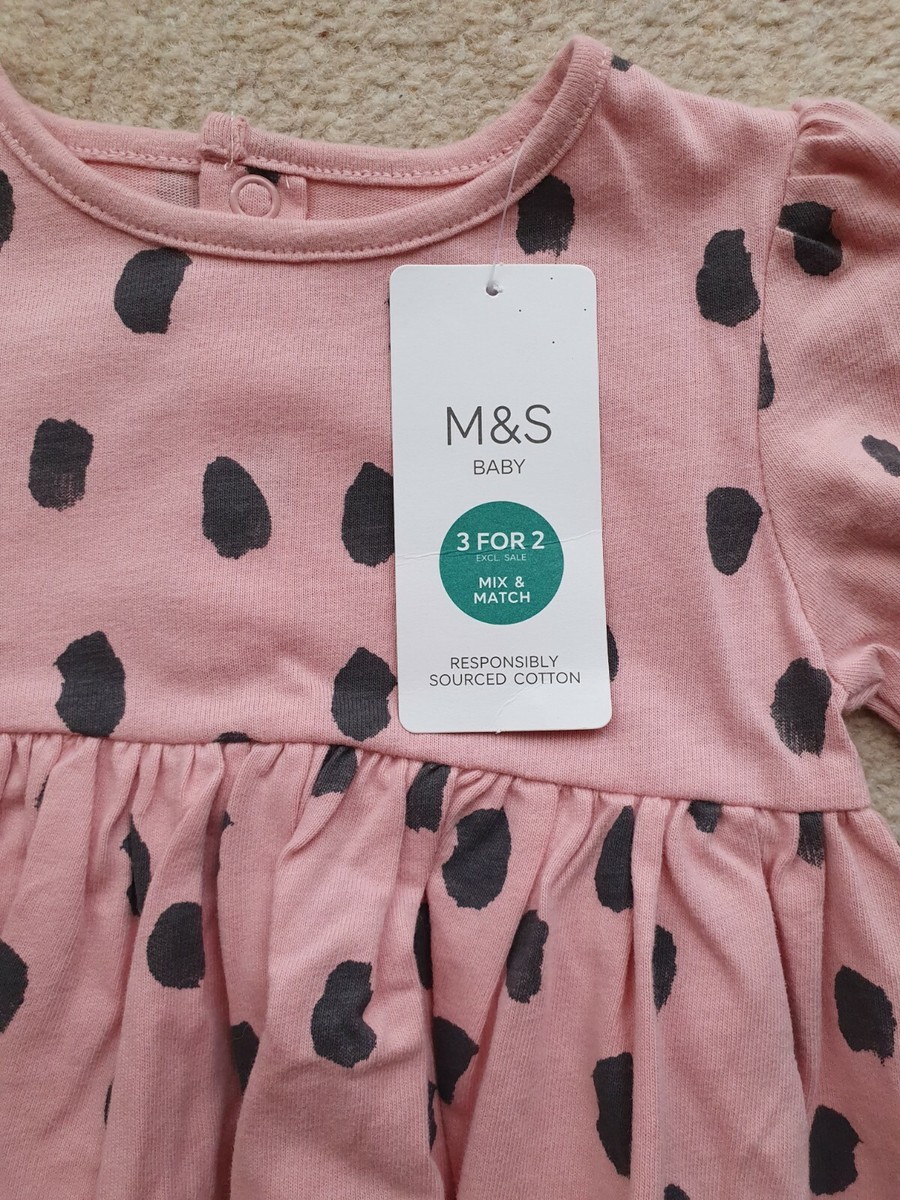 M&S
BABY
3 FOR 2
EXCL. SALE
MIX &
MATCH
RESPONSIBLY
SOURCED COTTON